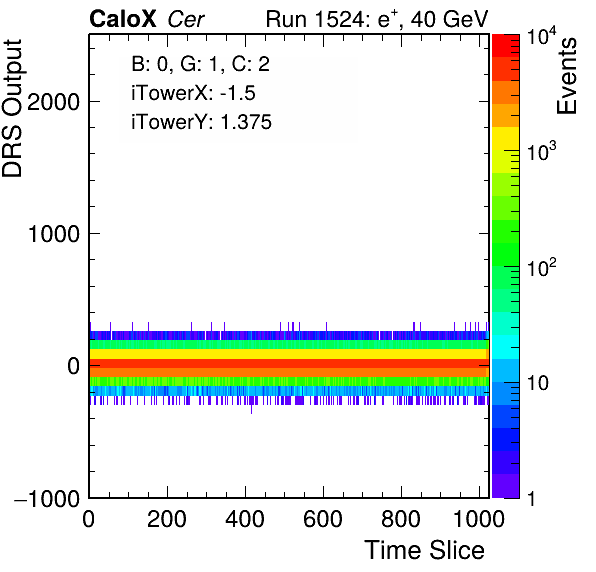 CaloX Cer Run 1524: e+, 40 GeV
B: 0, G: 1, C: 2
iTowerX: -1.5
iTowerY: 1.375
DRS Output
2000
1000
0
−1000
0 200 400 600 800 1000
Time Slice
Events
10^4
10^3
10^2
10
1